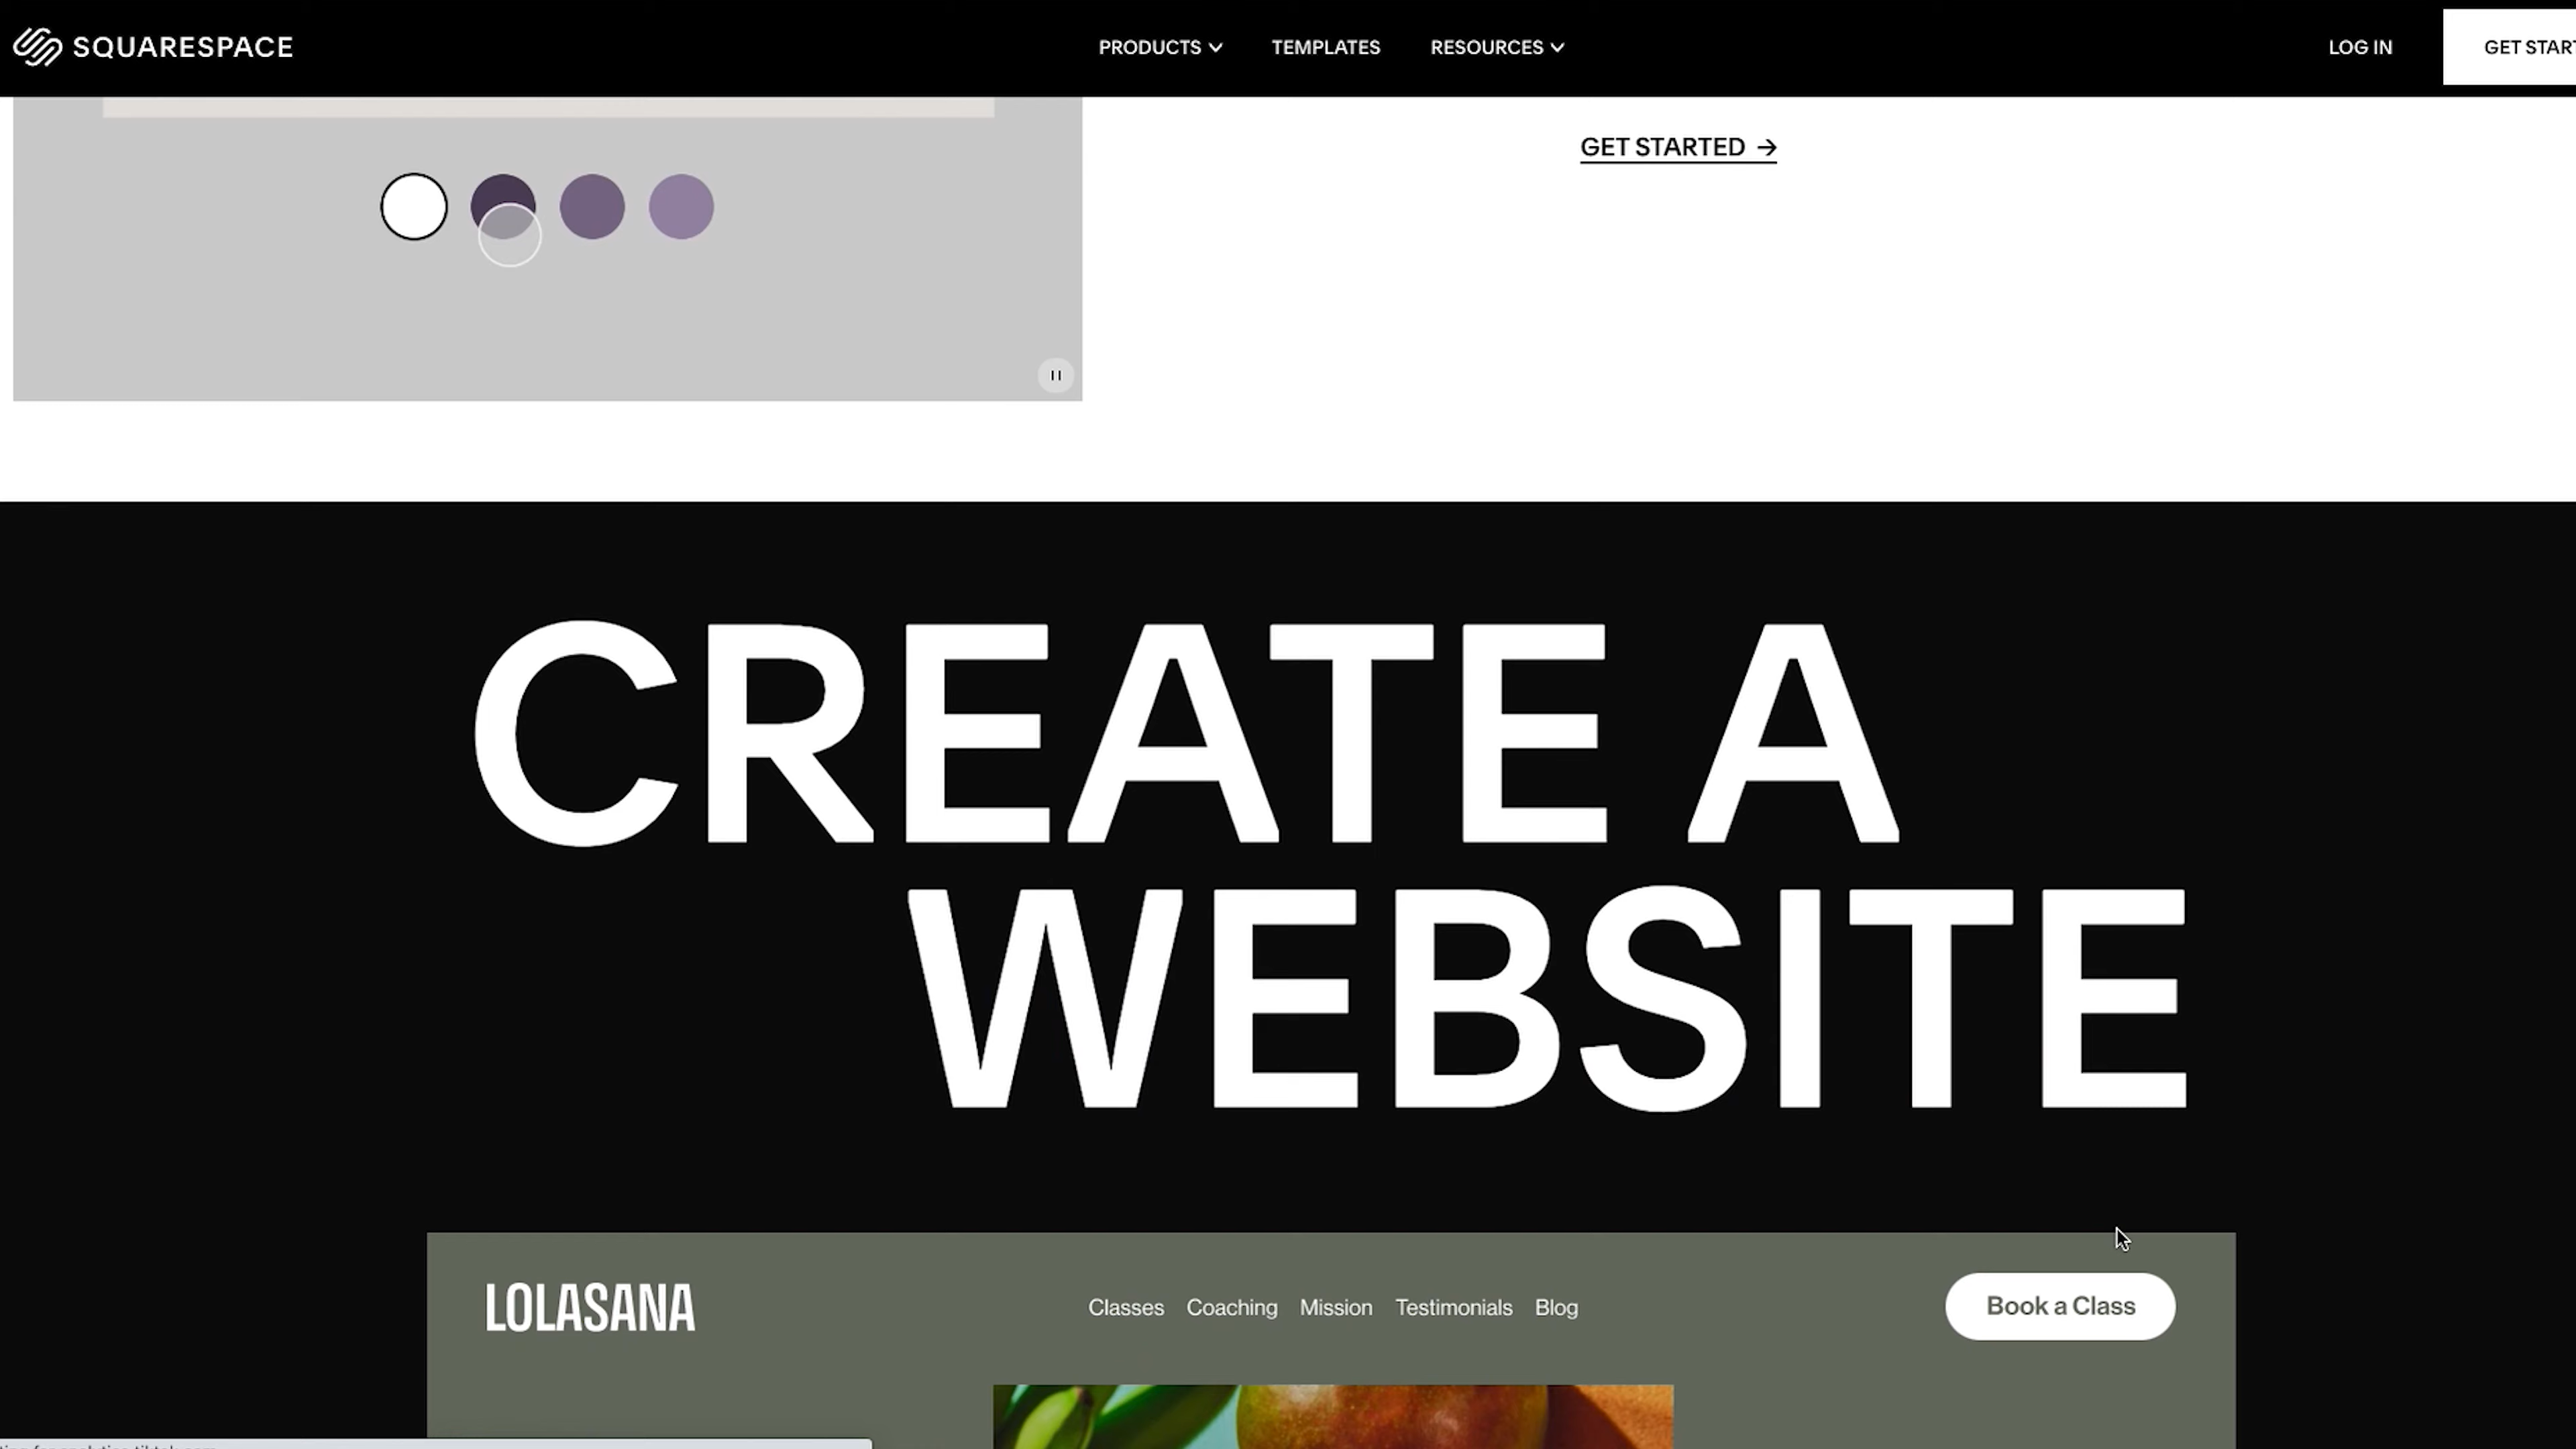 SQUARESPACE
PRODUCTS
TEMPLATES
RESOURCES
LOG IN
GET START
GET STARTED →
CREATE A
WEBSITE
LOLASANA
Classes Coaching Mission Testimonials Blog
Book a Class